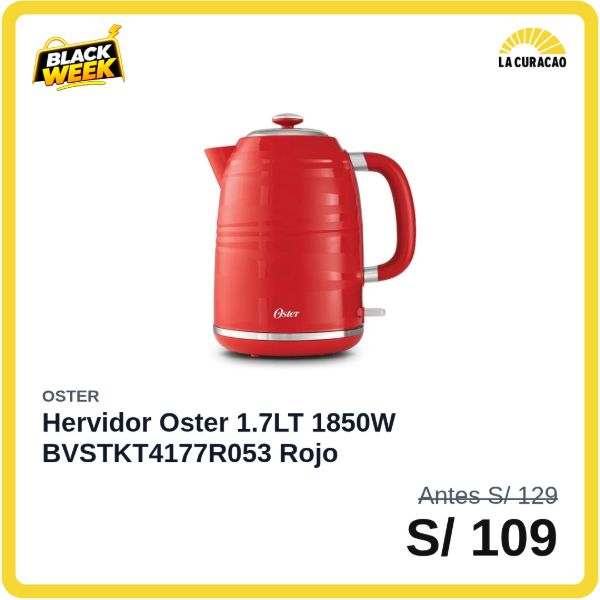 BLACK
WEEK
LA CURACAO
Oster
OSTER
Hervidor Oster 1.7LT 1850W
BVSTKT4177R053 Rojo
Antes S/ 129
S/ 109